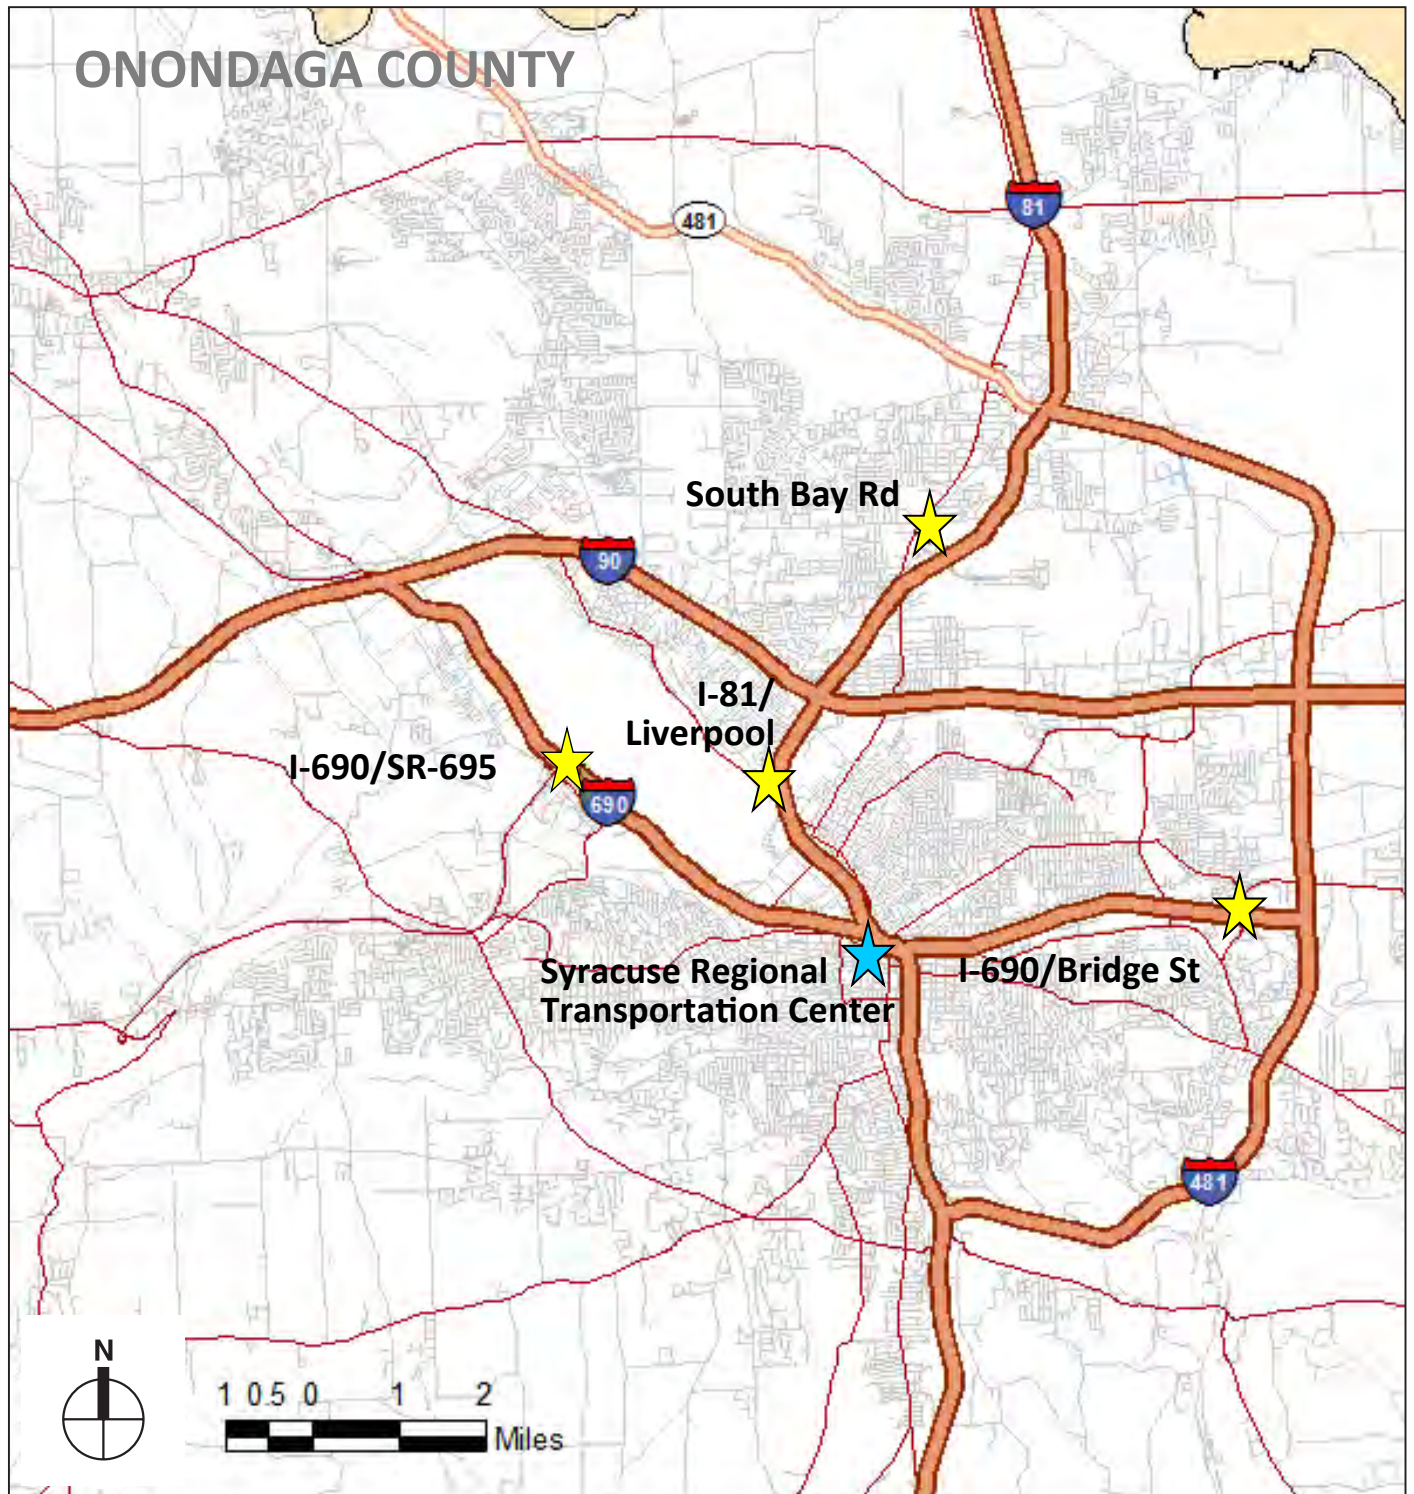 ONONDAGA COUNTY
81
481
South Bay Rd
90
I-81/
Liverpool
I-690/SR-695
690
Syracuse Regional
Transportation Center
I-690/Bridge St
481
N
1 0.5 0 1 2
Miles